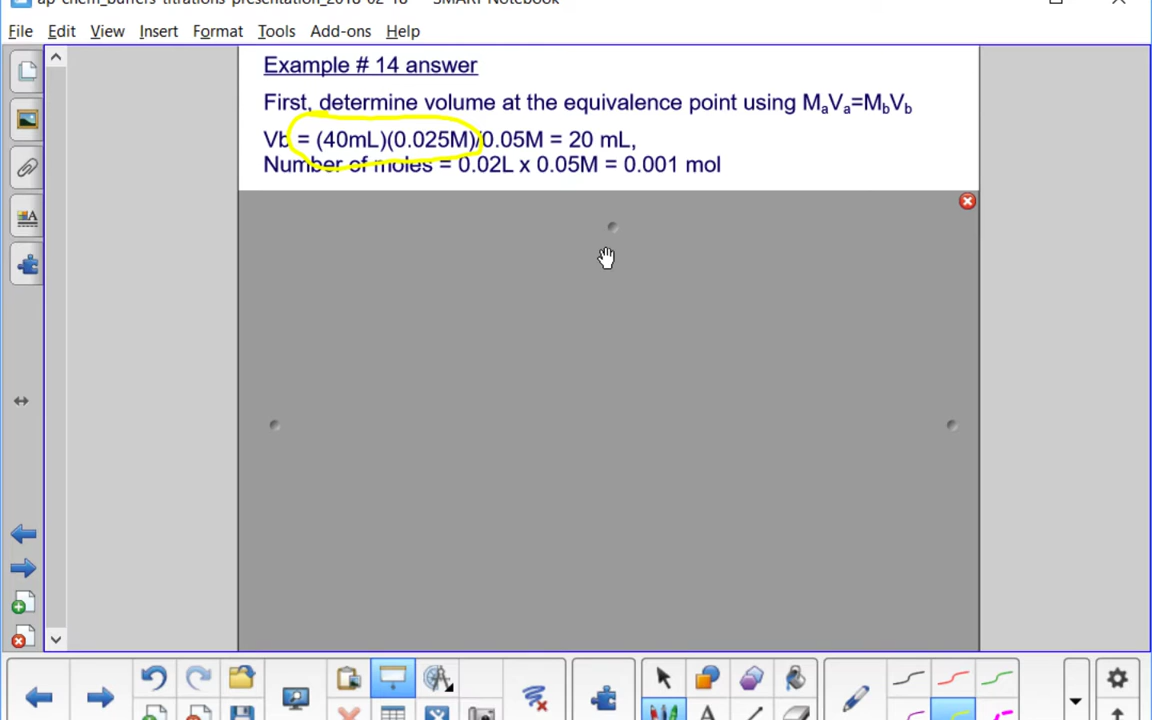 File Edit View Insert Format Tools Add-ons Help
Example # 14 answer
First, determine volume at the equivalence point using MaVa=MbVb
Vb = (40mL)(0.025M)/0.05M = 20 mL,
Number of moles = 0.02L x 0.05M = 0.001 mol